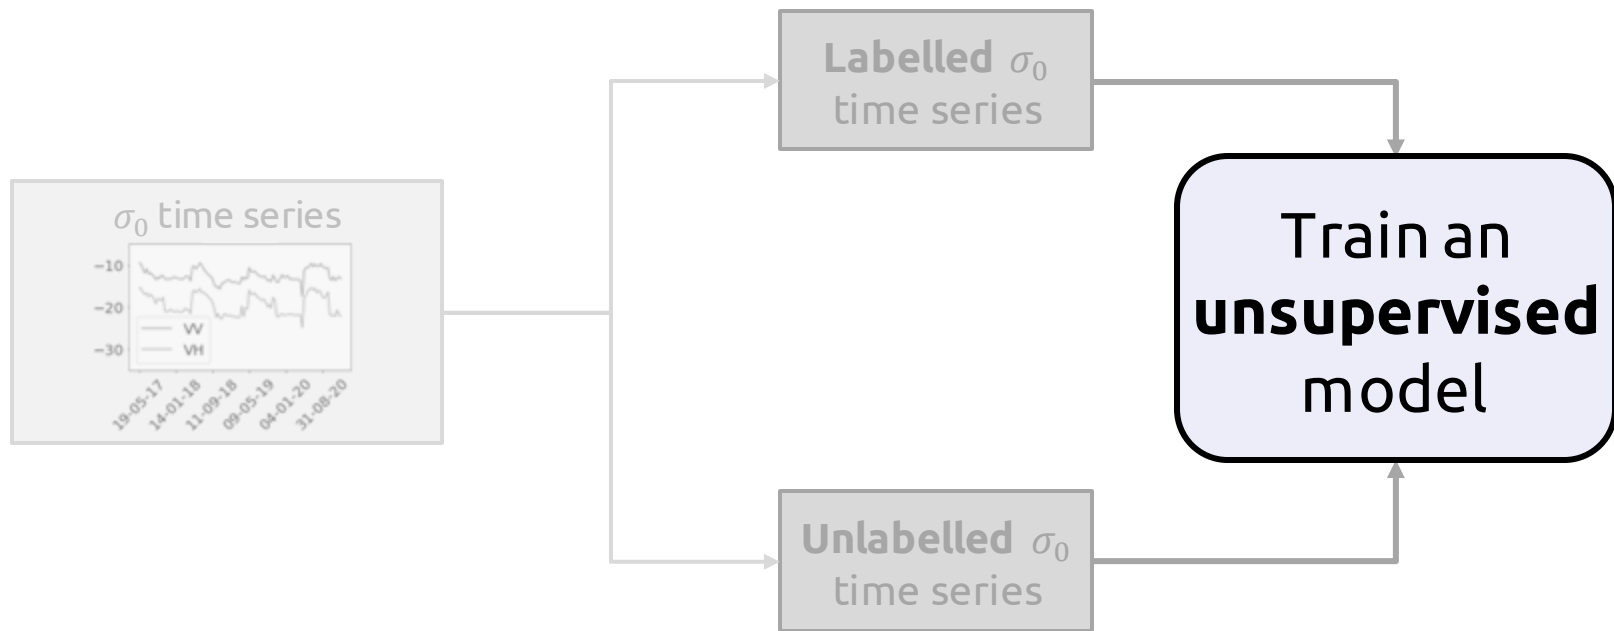 Labelled σ₀
time series
σ₀ time series
−10
−20
−30
VV
VH
19-05-17
14-01-18
11-09-18
09-05-19
04-01-20
31-08-20
Train an
unsupervised
model
Unlabelled σ₀
time series